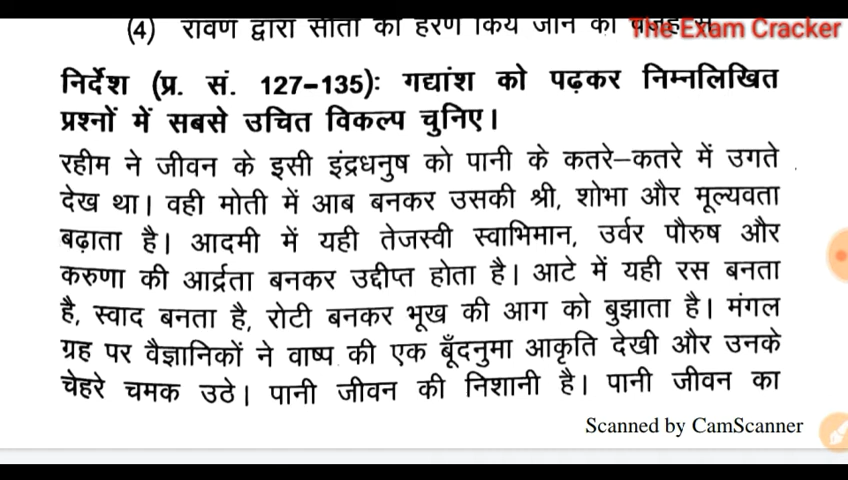 (4) रावण द्वारा सीता का हरण किये जाने की वजह से
The Exam Cracker
निर्देश (प्र. सं. 127–135): गद्यांश को पढ़कर निम्नलिखित
प्रश्नों में सबसे उचित विकल्प चुनिए।
रहीम ने जीवन के इसी इंद्रधनुष को पानी के कतरे–कतरे में उगते
देख था। वही मोती में आब बनकर उसकी श्री, शोभा और मूल्यवता
बढ़ाता है। आदमी में यही तेजस्वी स्वाभिमान, उर्वर पौरुष और
करुणा की आर्द्रता बनकर उद्दीप्त होता है। आटे में यही रस बनता
है, स्वाद बनता है, रोटी बनकर भूख की आग को बुझाता है। मंगल
ग्रह पर वैज्ञानिकों ने वाष्प की एक बूँदनुमा आकृति देखी और उनके
चेहरे चमक उठे। पानी जीवन की निशानी है। पानी जीवन का
Scanned by CamScanner